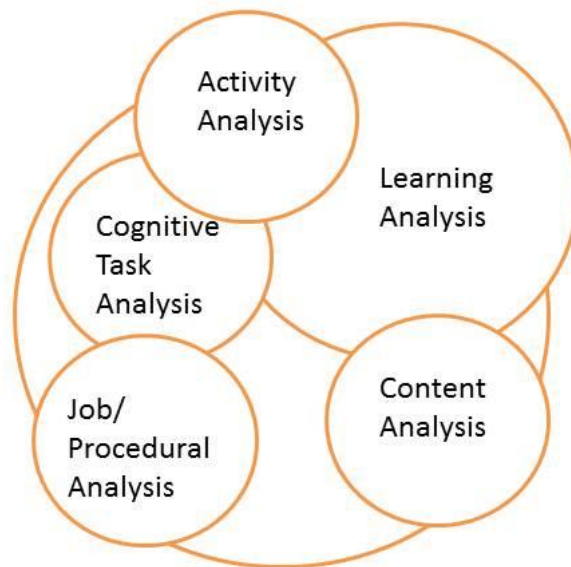 Activity
Analysis
Learning
Analysis
Cognitive
Task
Analysis
Content
Analysis
Job/
Procedural
Analysis